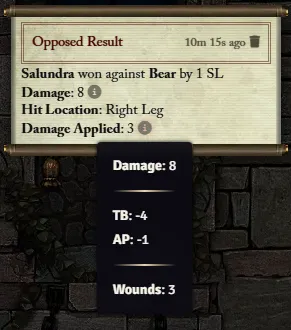 Opposed Result
10m 15s ago
Salundra won against Bear by 1 SL
Damage: 8
Hit Location: Right Leg
Damage Applied: 3
Damage: 8
TB: -4
AP: -1
Wounds: 3